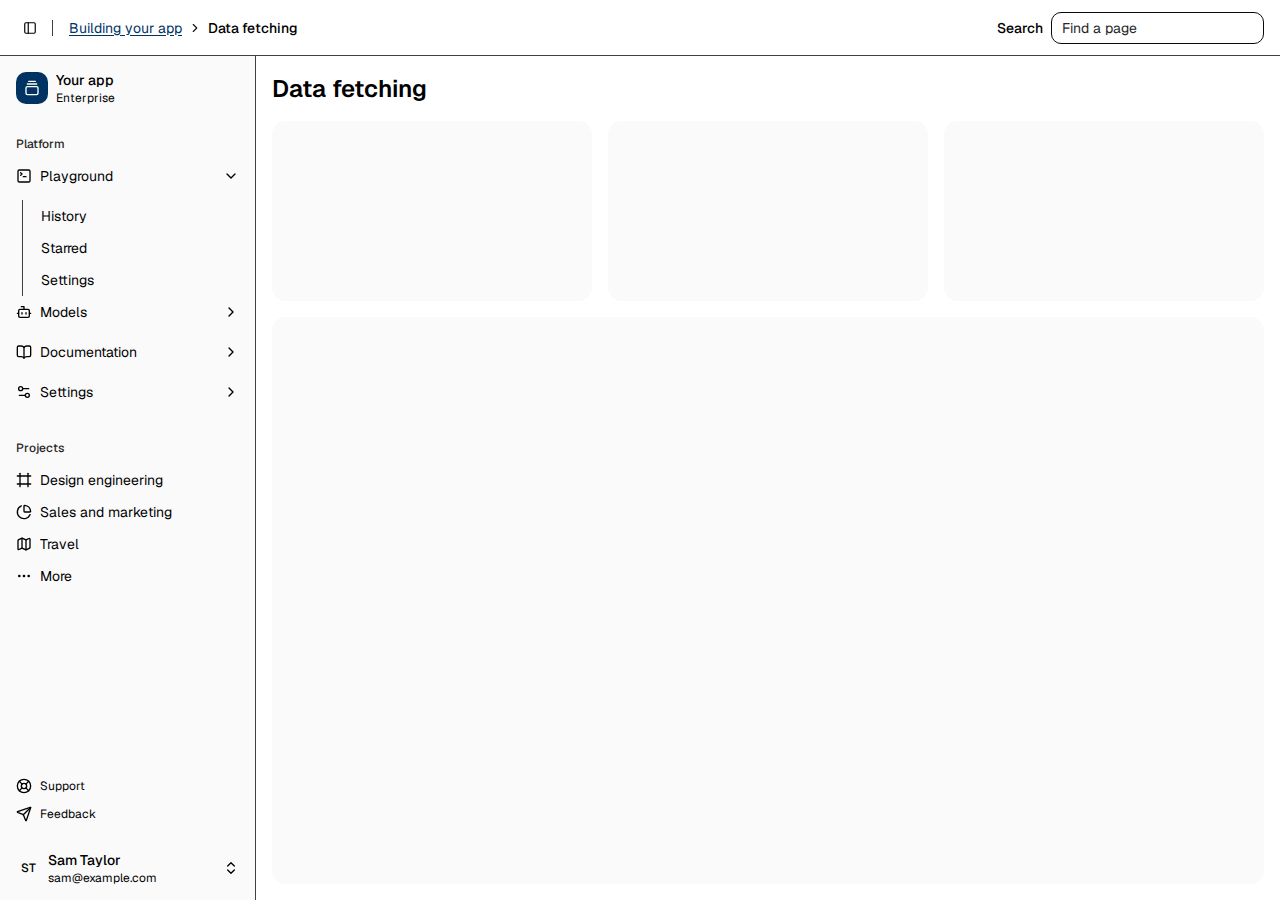 Building your app
Data fetching
Search
Find a page
Your app
Enterprise
Platform
Playground
History
Starred
Settings
Models
Documentation
Settings
Projects
Design engineering
Sales and marketing
Travel
More
Support
Feedback
ST
Sam Taylor
sam@example.com
Data fetching